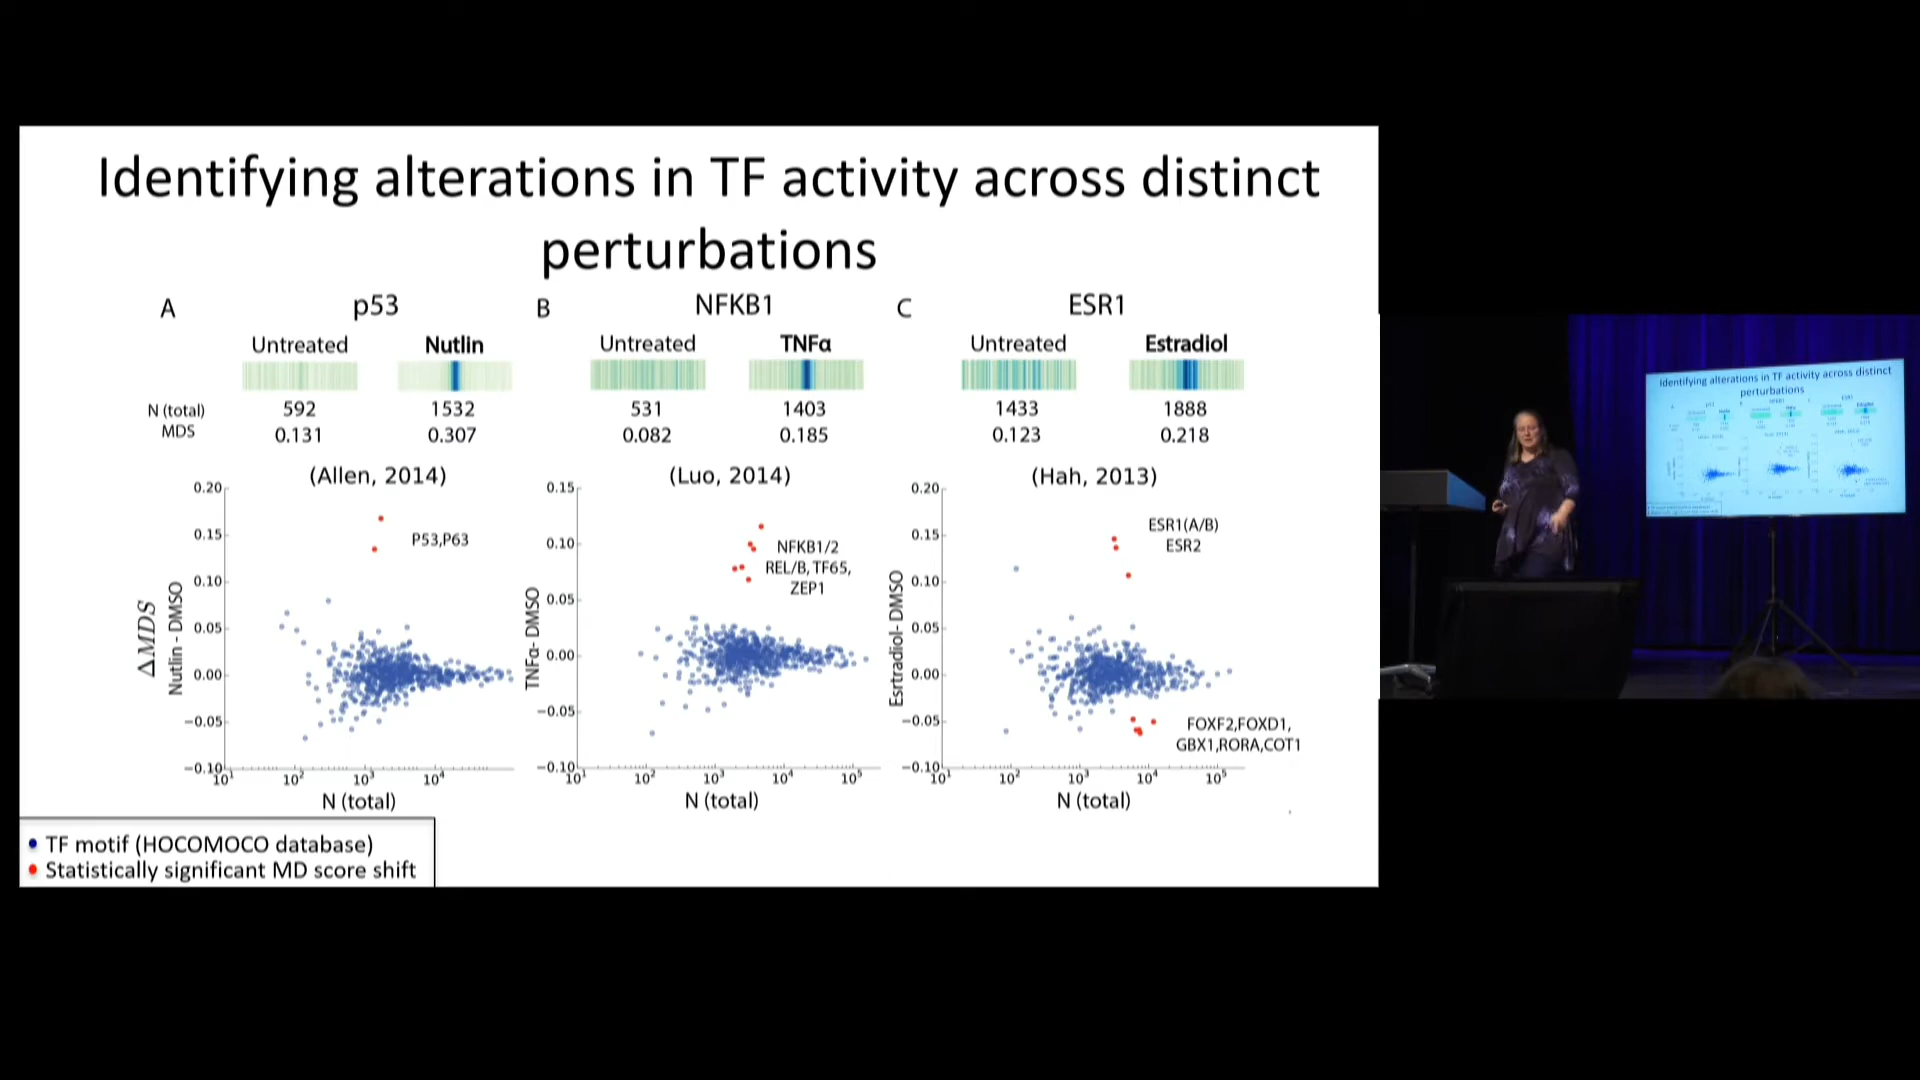 Identifying alterations in TF activity across distinct
perturbations
A p53
Untreated Nutlin
N (total) 592 1532
MDS 0.131 0.307
(Allen, 2014)
0.20
0.15
0.10
0.05
0.00
−0.05
−0.10
ΔMDS
Nutlin - DMSO
P53,P63
10¹ 10² 10³ 10⁴
N (total)
B NFKB1
Untreated TNFα
531 1403
0.082 0.185
(Luo, 2014)
0.15
0.10
0.05
0.00
−0.05
−0.10
TNFα- DMSO
NFKB1/2
REL/B, TF65,
ZEP1
10¹ 10² 10³ 10⁴ 10⁵
N (total)
C ESR1
Untreated Estradiol
1433 1888
0.123 0.218
(Hah, 2013)
0.20
0.15
0.10
0.05
0.00
−0.05
−0.10
Esrtradiol- DMSO
ESR1(A/B)
ESR2
FOXF2,FOXD1,
GBX1,RORA,COT1
10¹ 10² 10³ 10⁴ 10⁵
N (total)
TF motif (HOCOMOCO database)
Statistically significant MD score shift
Identifying alterations in TF activity across distinct
perturbations